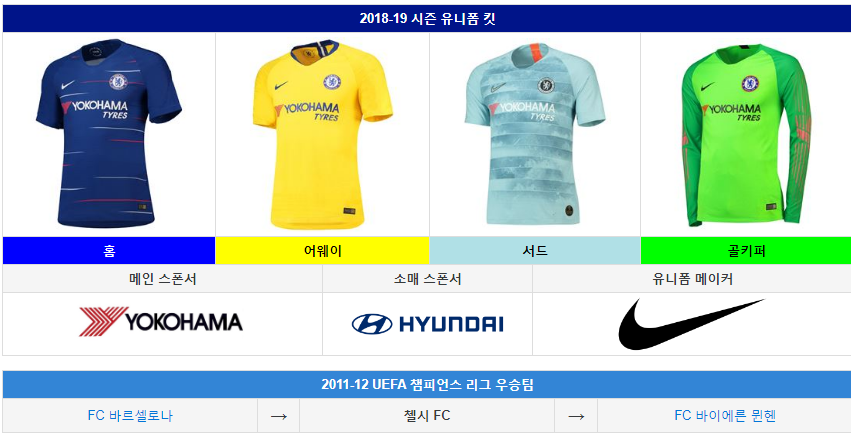 2018-19 시즌 유니폼 킷
YOKOHAMA
TYRES
YOKOHAMA
TYRES
YOKOHAMA
TYRES
YOKOHAMA
TYRES
홈 어웨이 서드 골키퍼
메인 스폰서 소매 스폰서 유니폼 메이커
YOKOHAMA HYUNDAI
2011-12 UEFA 챔피언스 리그 우승팀
FC 바르셀로나 → 첼시 FC → FC 바이에른 뮌헨